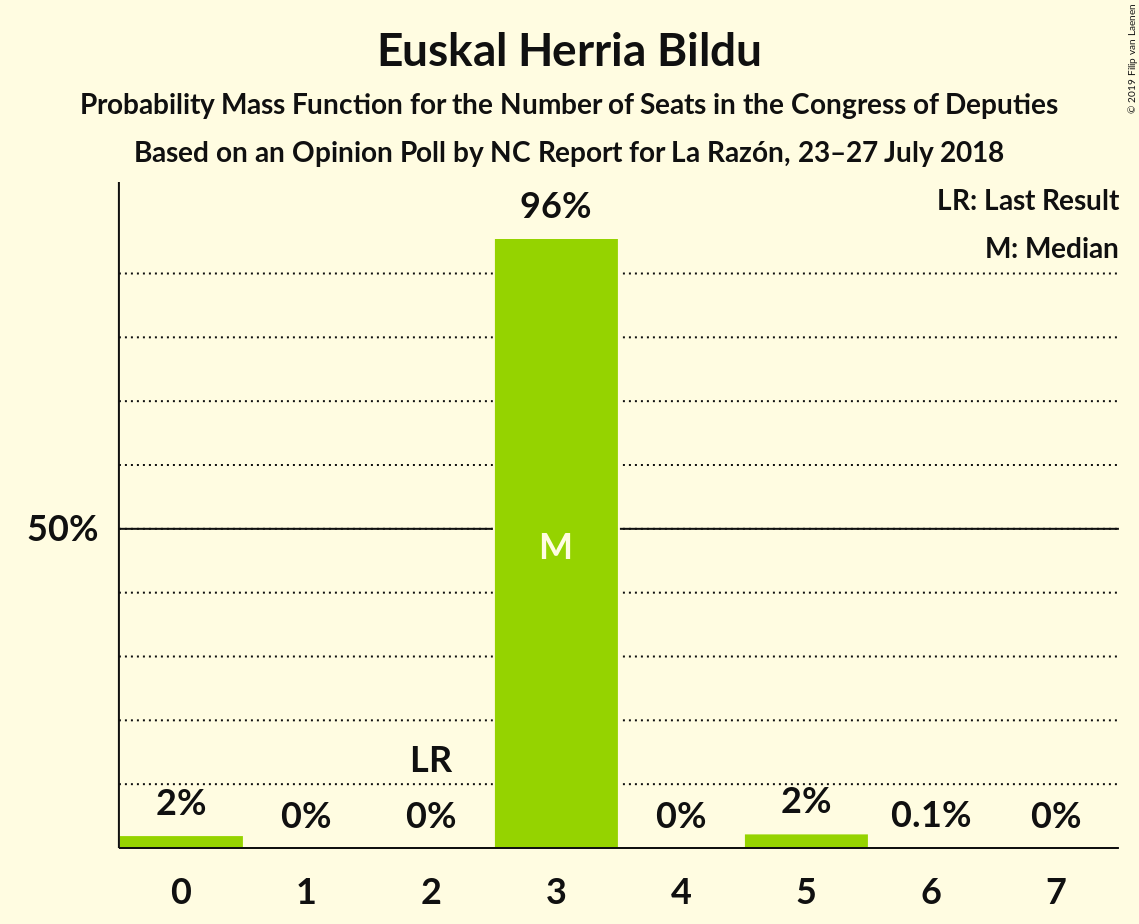 Euskal Herria Bildu
Probability Mass Function for the Number of Seats in the Congress of Deputies
Based on an Opinion Poll by NC Report for La Razón, 23–27 July 2018
© 2019 Filip van Laenen
LR: Last Result
M: Median
96%
50%
M
LR
2%
0%
0%
0%
2%
0.1%
0%
0
1
2
3
4
5
6
7